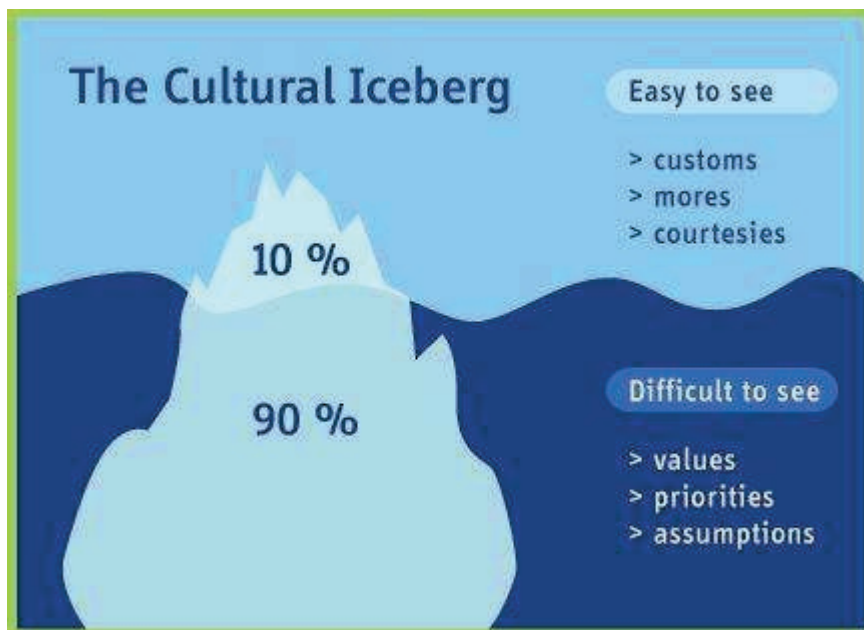 The Cultural Iceberg
Easy to see
> customs
> mores
> courtesies
10 %
90 %
Difficult to see
> values
> priorities
> assumptions